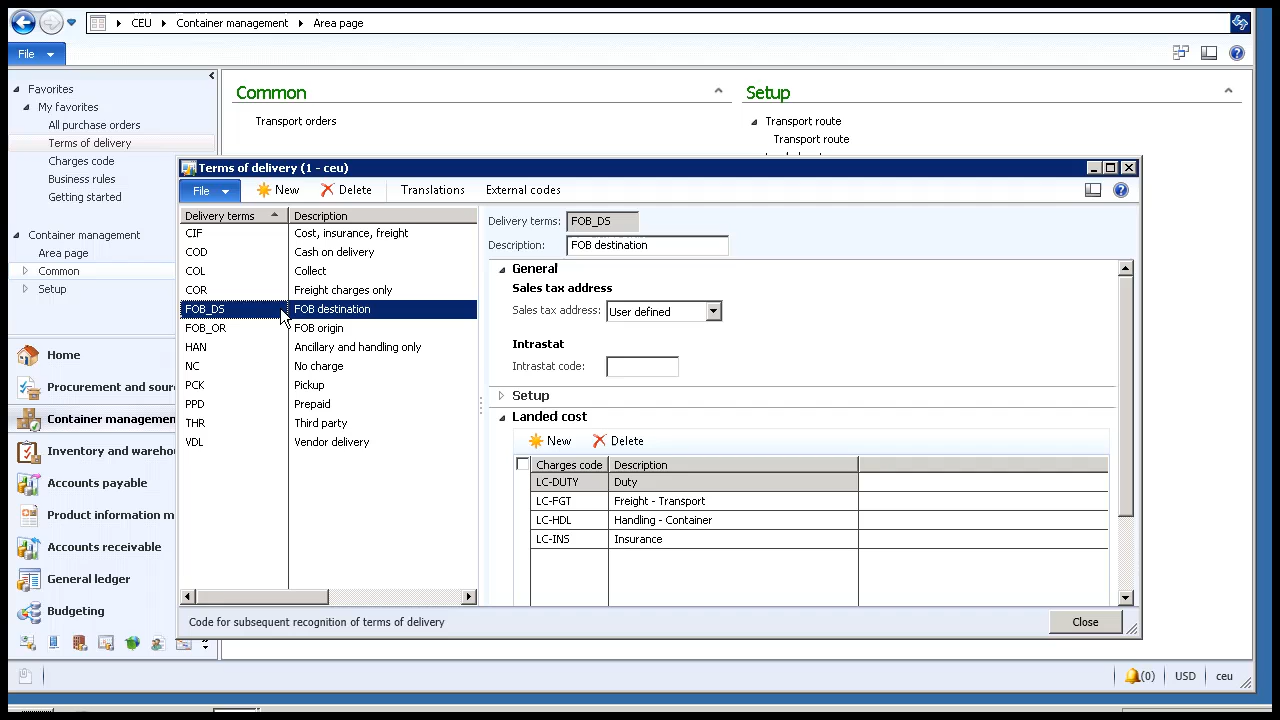 CEU Container management Area page
File
Favorites
My favorites
All purchase orders
Terms of delivery
Charges code
Business rules
Getting started
Container management
Area page
Common
Setup
Home
Procurement and sour
Container managemen
Inventory and wareho
Accounts payable
Product information m
Accounts receivable
General ledger
Budgeting
Common
Transport orders
Setup
Transport route
Transport route
Terms of delivery (1 - ceu)
File New Delete Translations External codes
Delivery terms Description
CIF Cost, insurance, freight
COD Cash on delivery
COL Collect
COR Freight charges only
FOB_DS FOB destination
FOB_OR FOB origin
HAN Ancillary and handling only
NC No charge
PCK Pickup
PPD Prepaid
THR Third party
VDL Vendor delivery
Delivery terms: FOB_DS
Description: FOB destination
General
Sales tax address
Sales tax address: User defined
Intrastat
Intrastat code:
Setup
Landed cost
New Delete
Charges code Description
LC-DUTY Duty
LC-FGT Freight - Transport
LC-HDL Handling - Container
LC-INS Insurance
Code for subsequent recognition of terms of delivery
Close
(0) USD ceu